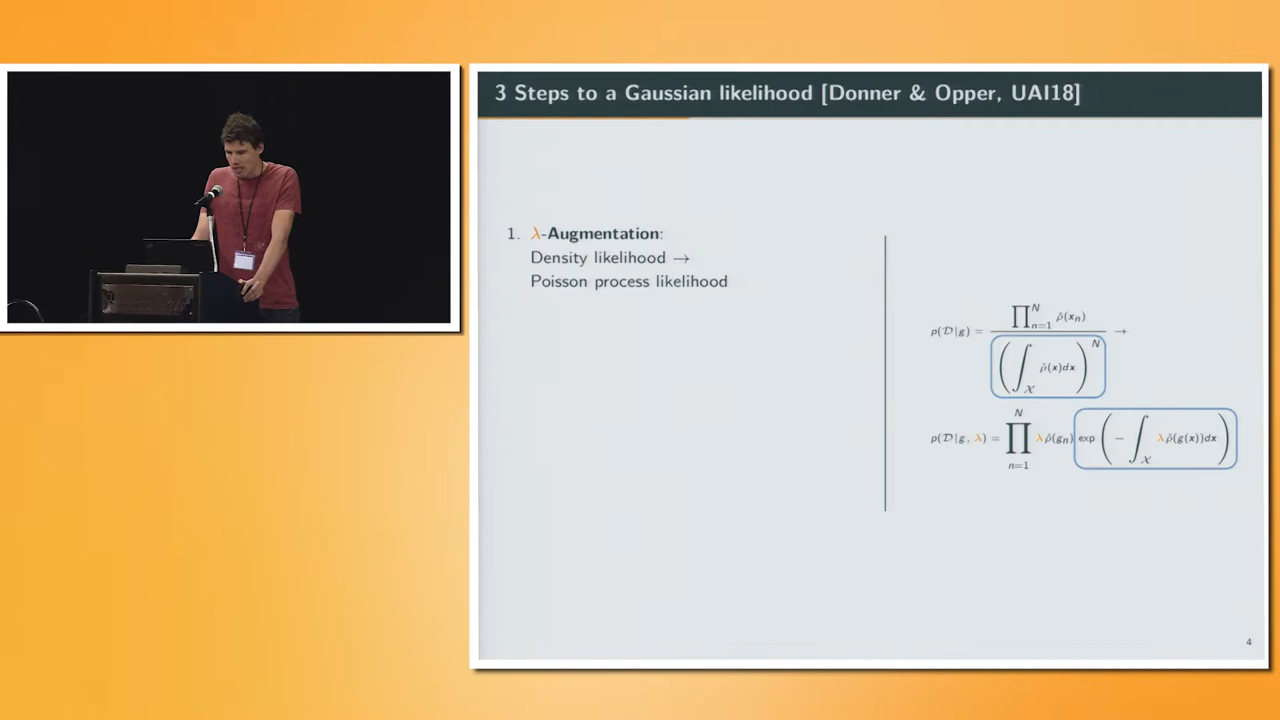 3 Steps to a Gaussian likelihood [Donner & Opper, UAI18]
1. λ-Augmentation:
Density likelihood →
Poisson process likelihood
p(𝒟|g) = ∏_{n=1}^{N} ρ̂(x_n) / (∫_𝒳 ρ̂(x)dx)^N →
p(𝒟|g, λ) = ∏_{n=1}^{N} λρ̂(g_n) exp(−∫_𝒳 λρ̂(g(x))dx)
4